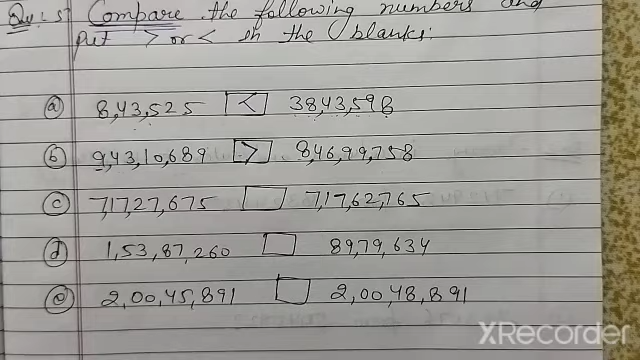 Qu: 5 Compare the following numbers and
put > or < in the blanks:
(a) 8,43,525 < 38,43,598
(b) 9,43,10,689 > 8,46,99,758
(c) 7,17,27,675 7,17,62,765
(d) 1,53,87,260 89,79,634
(e) 2,00,45,891 2,00,48,891
XRecorder